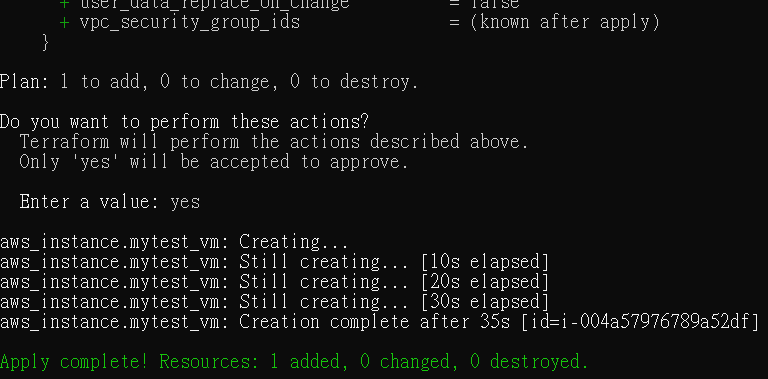 + user_data_replace_on_change = false
+ vpc_security_group_ids = (known after apply)
}
Plan: 1 to add, 0 to change, 0 to destroy.
Do you want to perform these actions?
Terraform will perform the actions described above.
Only 'yes' will be accepted to approve.
Enter a value: yes
aws_instance.mytest_vm: Creating...
aws_instance.mytest_vm: Still creating... [10s elapsed]
aws_instance.mytest_vm: Still creating... [20s elapsed]
aws_instance.mytest_vm: Still creating... [30s elapsed]
aws_instance.mytest_vm: Creation complete after 35s [id=i-004a57976789a52df]
Apply complete! Resources: 1 added, 0 changed, 0 destroyed.